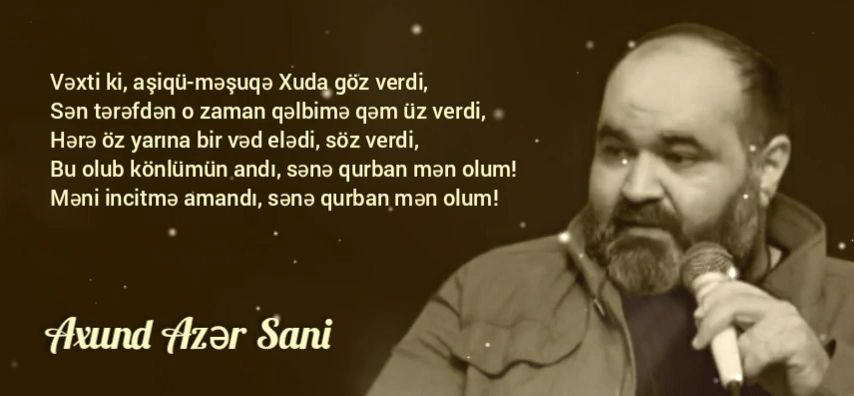 Vəxti ki, aşiqü-məşuqə Xuda göz verdi,
Sən tərəfdən o zaman qəlbimə qəm üz verdi,
Hərə öz yarına bir vəd elədi, söz verdi,
Bu olub könlümün andı, sənə qurban mən olum!
Məni incitmə amandı, sənə qurban mən olum!
Axund Azər Sani